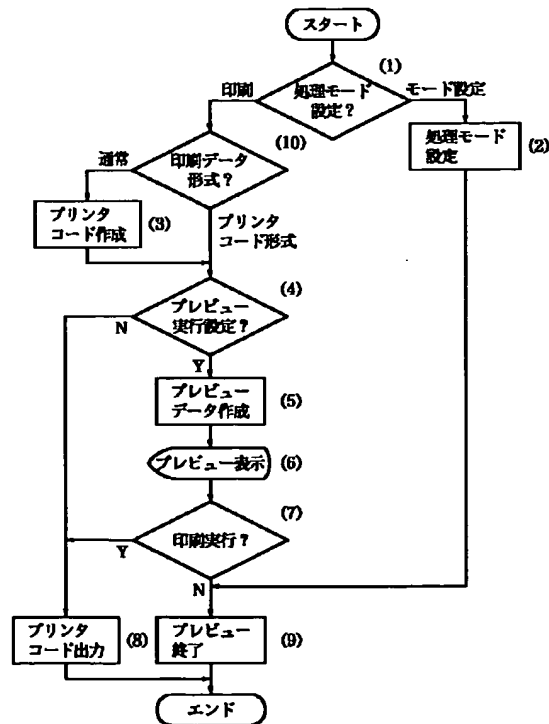 スタート
(1)
印刷
処理モード
設定?
モード設定
処理モード
設定
(2)
(10)
通常
印刷データ
形式?
プリンタ
コード作成
(3)
プリンタ
コード形式
(4)
プレビュー
実行設定?
N
Y
プレビュー
データ作成
(5)
プレビュー表示
(6)
(7)
印刷実行?
Y
N
プリンタ
コード出力
(8)
プレビュー
終了
(9)
エンド